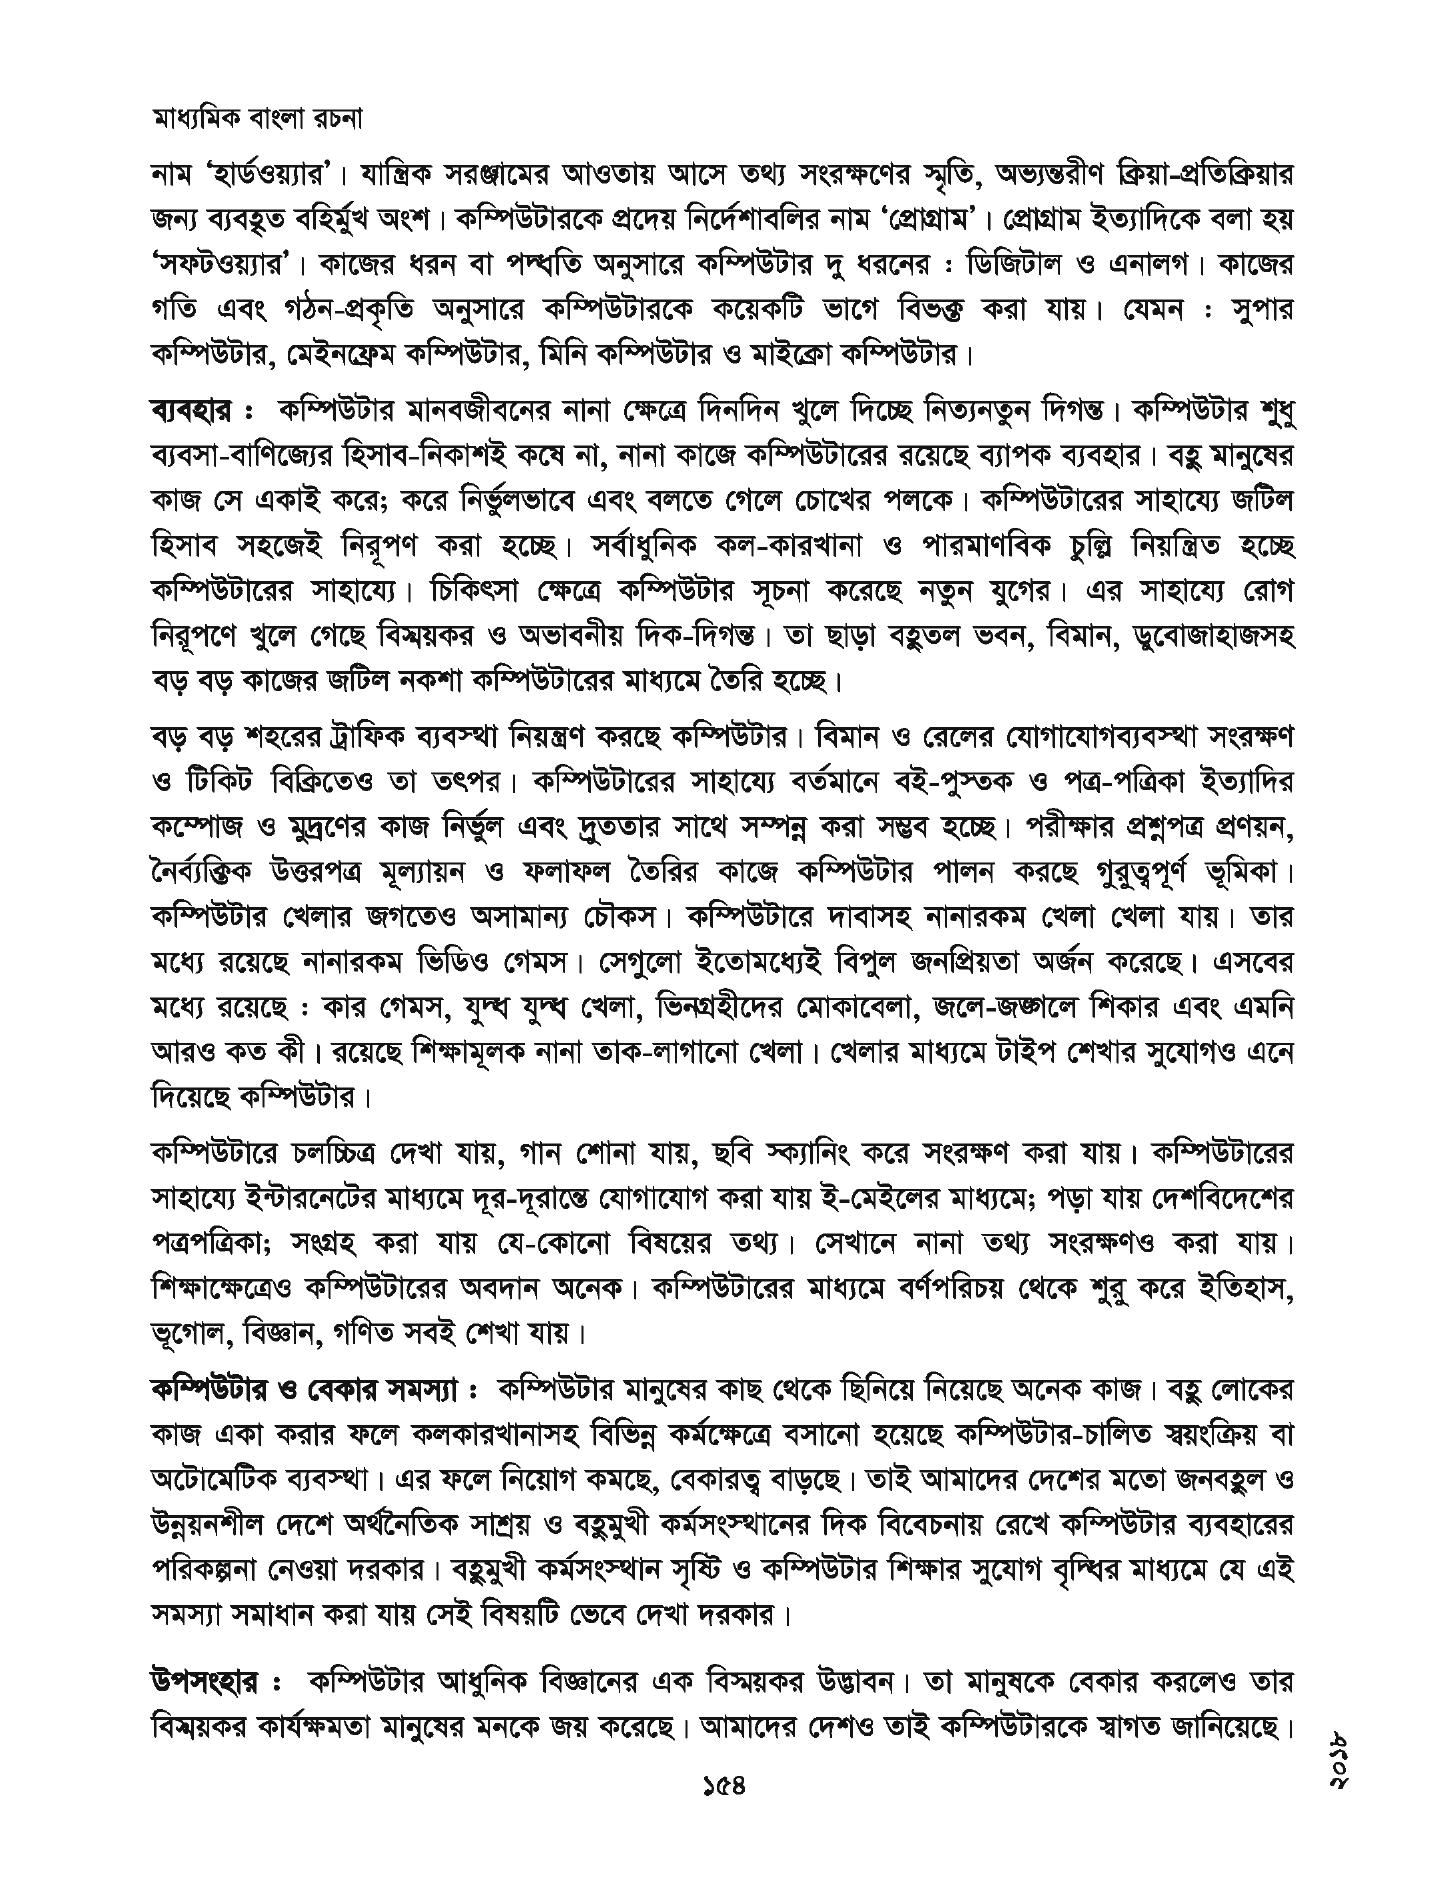 মাধ্যমিক বাংলা রচনা
নাম ‘হার্ডওয়্যার’। যান্ত্রিক সরঞ্জামের আওতায় আসে তথ্য সংরক্ষণের স্মৃতি, অভ্যন্তরীণ ক্রিয়া-প্রতিক্রিয়ার
জন্য ব্যবহৃত বহির্মুখ অংশ। কম্পিউটারকে প্রদেয় নির্দেশাবলির নাম ‘প্রোগ্রাম’। প্রোগ্রাম ইত্যাদিকে বলা হয়
‘সফটওয়্যার’। কাজের ধরন বা পদ্ধতি অনুসারে কম্পিউটার দু ধরনের : ডিজিটাল ও এনালগ। কাজের
গতি এবং গঠন-প্রকৃতি অনুসারে কম্পিউটারকে কয়েকটি ভাগে বিভক্ত করা যায়। যেমন : সুপার
কম্পিউটার, মেইনফ্রেম কম্পিউটার, মিনি কম্পিউটার ও মাইক্রো কম্পিউটার।
ব্যবহার : কম্পিউটার মানবজীবনের নানা ক্ষেত্রে দিনদিন খুলে দিচ্ছে নিত্যনতুন দিগন্ত। কম্পিউটার শুধু
ব্যবসা-বাণিজ্যের হিসাব-নিকাশই কষে না, নানা কাজে কম্পিউটারের রয়েছে ব্যাপক ব্যবহার। বহু মানুষের
কাজ সে একাই করে; করে নির্ভুলভাবে এবং বলতে গেলে চোখের পলকে। কম্পিউটারের সাহায্যে জটিল
হিসাব সহজেই নিরূপণ করা হচ্ছে। সর্বাধুনিক কল-কারখানা ও পারমাণবিক চুল্লি নিয়ন্ত্রিত হচ্ছে
কম্পিউটারের সাহায্যে। চিকিৎসা ক্ষেত্রে কম্পিউটার সূচনা করেছে নতুন যুগের। এর সাহায্যে রোগ
নিরূপণে খুলে গেছে বিস্ময়কর ও অভাবনীয় দিক-দিগন্ত। তা ছাড়া বহুতল ভবন, বিমান, ডুবোজাহাজসহ
বড় বড় কাজের জটিল নকশা কম্পিউটারের মাধ্যমে তৈরি হচ্ছে।
বড় বড় শহরের ট্রাফিক ব্যবস্থা নিয়ন্ত্রণ করছে কম্পিউটার। বিমান ও রেলের যোগাযোগব্যবস্থা সংরক্ষণ
ও টিকিট বিক্রিতেও তা তৎপর। কম্পিউটারের সাহায্যে বর্তমানে বই-পুস্তক ও পত্র-পত্রিকা ইত্যাদির
কম্পোজ ও মুদ্রণের কাজ নির্ভুল এবং দ্রুততার সাথে সম্পন্ন করা সম্ভব হচ্ছে। পরীক্ষার প্রশ্নপত্র প্রণয়ন,
নৈর্ব্যক্তিক উত্তরপত্র মূল্যায়ন ও ফলাফল তৈরির কাজে কম্পিউটার পালন করছে গুরুত্বপূর্ণ ভূমিকা।
কম্পিউটার খেলার জগতেও অসামান্য চৌকস। কম্পিউটারে দাবাসহ নানারকম খেলা খেলা যায়। তার
মধ্যে রয়েছে নানারকম ভিডিও গেমস। সেগুলো ইতোমধ্যেই বিপুল জনপ্রিয়তা অর্জন করেছে। এসবের
মধ্যে রয়েছে : কার গেমস, যুদ্ধ যুদ্ধ খেলা, ভিনগ্রহীদের মোকাবেলা, জলে-জঙ্গলে শিকার এবং এমনি
আরও কত কী। রয়েছে শিক্ষামূলক নানা তাক-লাগানো খেলা। খেলার মাধ্যমে টাইপ শেখার সুযোগও এনে
দিয়েছে কম্পিউটার।
কম্পিউটারে চলচ্চিত্র দেখা যায়, গান শোনা যায়, ছবি স্ক্যানিং করে সংরক্ষণ করা যায়। কম্পিউটারের
সাহায্যে ইন্টারনেটের মাধ্যমে দূর-দূরান্তে যোগাযোগ করা যায় ই-মেইলের মাধ্যমে; পড়া যায় দেশবিদেশের
পত্রপত্রিকা; সংগ্রহ করা যায় যে-কোনো বিষয়ের তথ্য। সেখানে নানা তথ্য সংরক্ষণও করা যায়।
শিক্ষাক্ষেত্রেও কম্পিউটারের অবদান অনেক। কম্পিউটারের মাধ্যমে বর্ণপরিচয় থেকে শুরু করে ইতিহাস,
ভূগোল, বিজ্ঞান, গণিত সবই শেখা যায়।
কম্পিউটার ও বেকার সমস্যা : কম্পিউটার মানুষের কাছ থেকে ছিনিয়ে নিয়েছে অনেক কাজ। বহু লোকের
কাজ একা করার ফলে কলকারখানাসহ বিভিন্ন কর্মক্ষেত্রে বসানো হয়েছে কম্পিউটার-চালিত স্বয়ংক্রিয় বা
অটোমেটিক ব্যবস্থা। এর ফলে নিয়োগ কমছে, বেকারত্ব বাড়ছে। তাই আমাদের দেশের মতো জনবহুল ও
উন্নয়নশীল দেশে অর্থনৈতিক সাশ্রয় ও বহুমুখী কর্মসংস্থানের দিক বিবেচনায় রেখে কম্পিউটার ব্যবহারের
পরিকল্পনা নেওয়া দরকার। বহুমুখী কর্মসংস্থান সৃষ্টি ও কম্পিউটার শিক্ষার সুযোগ বৃদ্ধির মাধ্যমে যে এই
সমস্যা সমাধান করা যায় সেই বিষয়টি ভেবে দেখা দরকার।
উপসংহার : কম্পিউটার আধুনিক বিজ্ঞানের এক বিস্ময়কর উদ্ভাবন। তা মানুষকে বেকার করলেও তার
বিস্ময়কর কার্যক্ষমতা মানুষের মনকে জয় করেছে। আমাদের দেশও তাই কম্পিউটারকে স্বাগত জানিয়েছে।
১৫৪
২০১৮